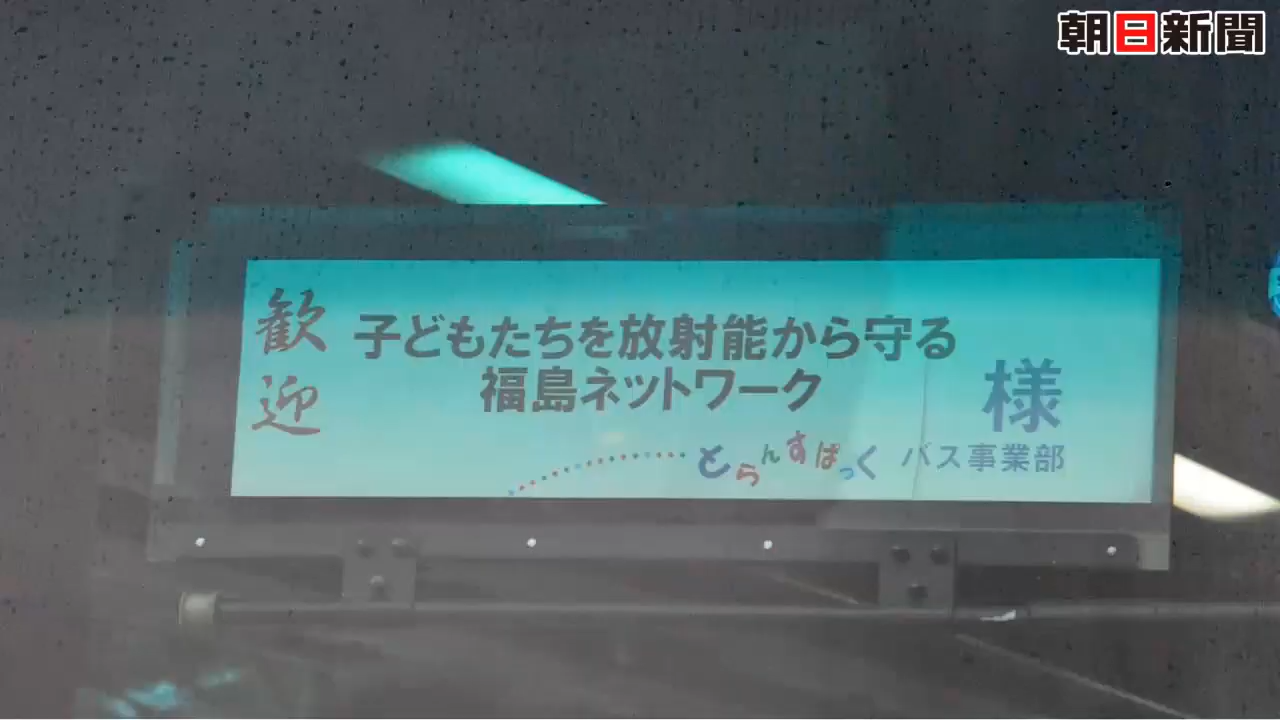 朝日新聞
歓迎
子どもたちを放射能から守る
福島ネットワーク
様
とらんすぱっく バス事業部